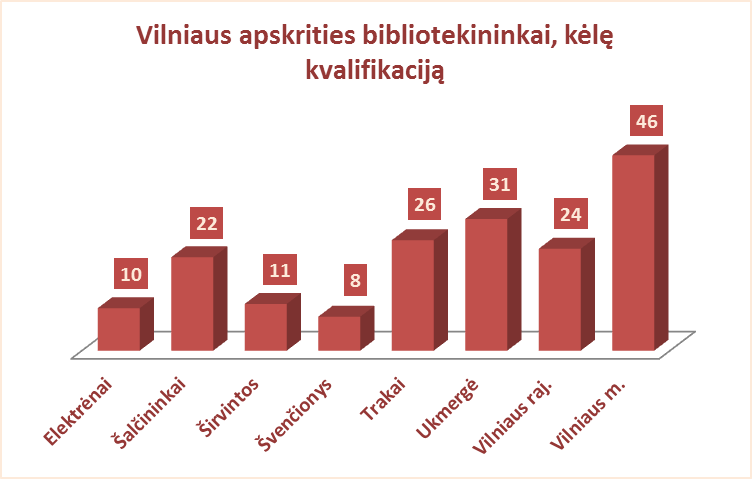 Vilniaus apskrities bibliotekininkai, kėlę
kvalifikaciją
10
22
11
8
26
31
24
46
Elektrėnai
Šalčininkai
Širvintos
Švenčionys
Trakai
Ukmergė
Vilniaus raj.
Vilniaus m.